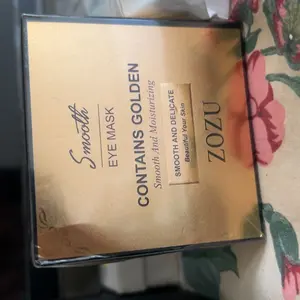 Smooth
EYE MASK
CONTAINS GOLDEN
Smooth And Moisturizing
SMOOTH AND DELICATE
Beautiful Your Skin
ZOZU